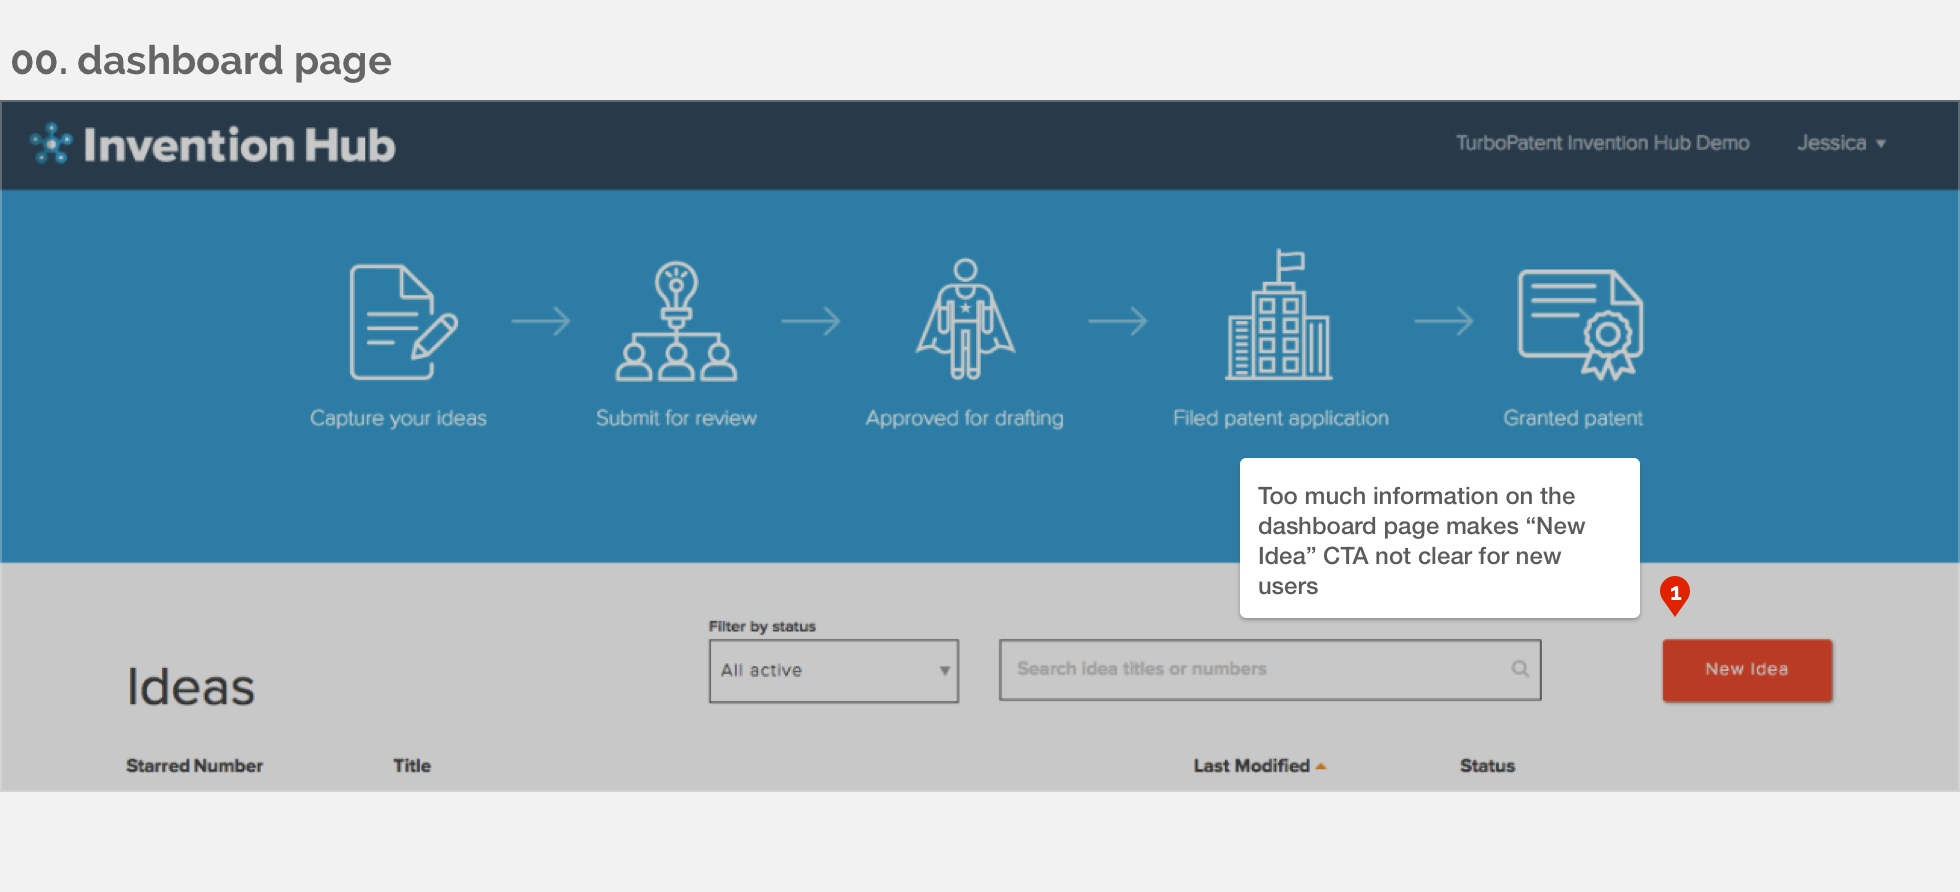 00. dashboard page
Invention Hub
TurboPatent Invention Hub Demo
Jessica
Capture your ideas
Submit for review
Approved for drafting
Filed patent application
Granted patent
Too much information on the
dashboard page makes “New
Idea” CTA not clear for new
users
1
Filter by status
Ideas
All active
Search idea titles or numbers
New Idea
Starred Number
Title
Last Modified
Status